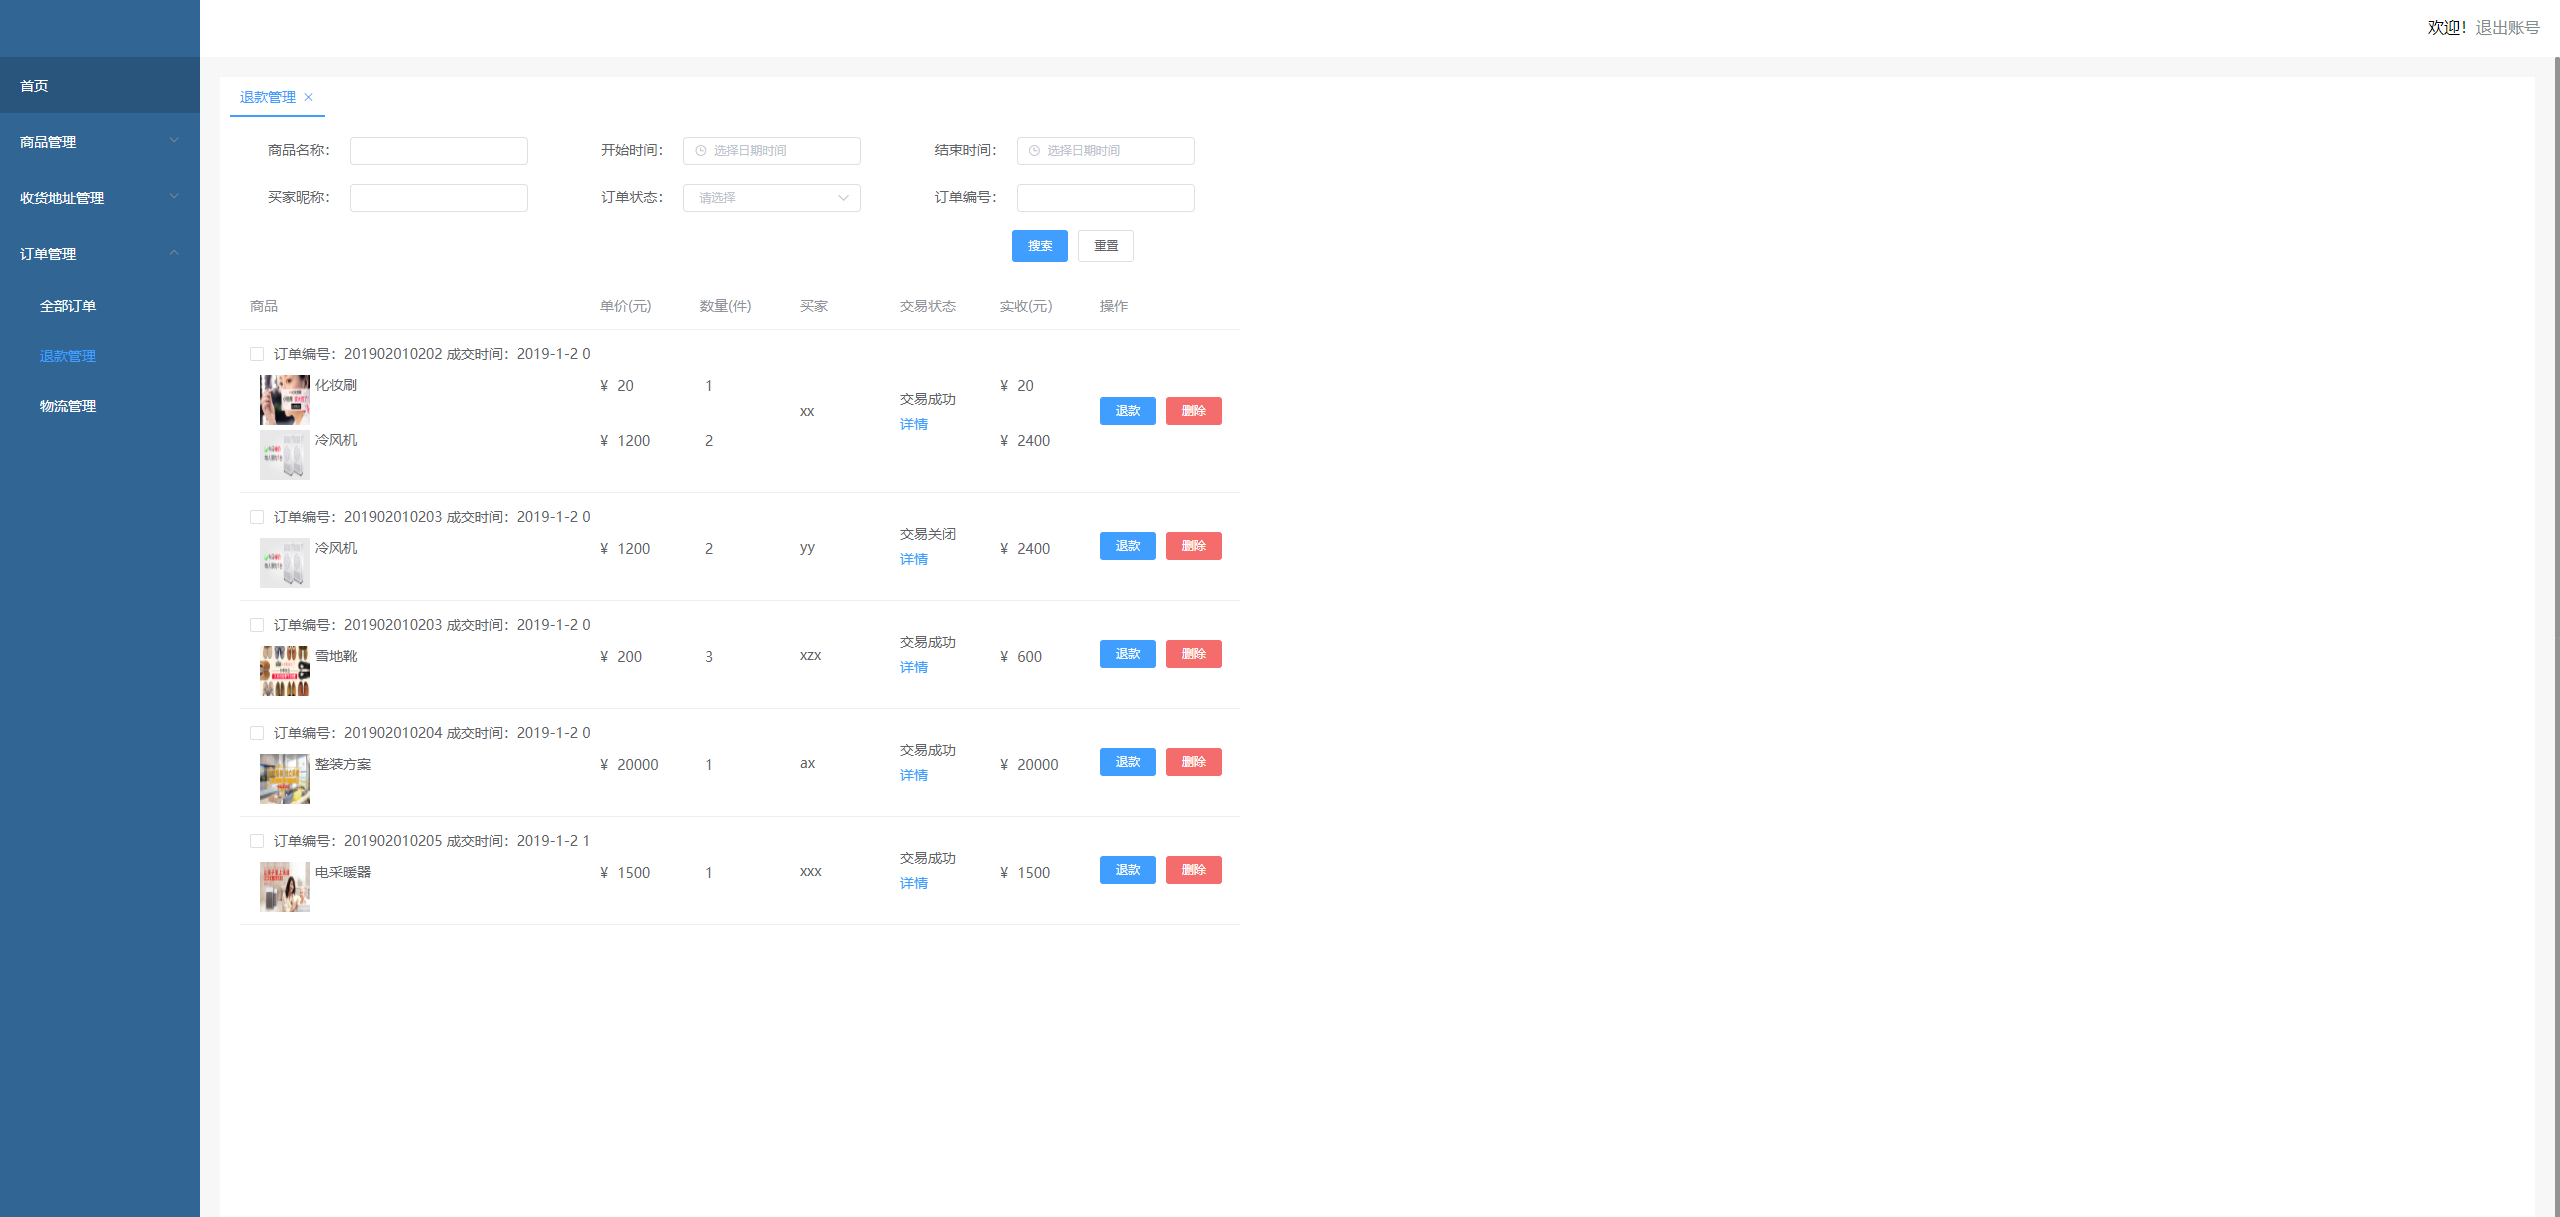 欢迎！退出账号
首页
商品管理
收货地址管理
订单管理
全部订单
退款管理
物流管理
退款管理
商品名称： 开始时间： 选择日期时间 结束时间： 选择日期时间
买家昵称： 订单状态： 请选择 订单编号：
搜索 重置
商品 单价(元) 数量(件) 买家 交易状态 实收(元) 操作
订单编号：201902010202 成交时间：2019-1-2 0
化妆刷 ¥ 20 1 ¥ 20
xx 交易成功 详情 退款 删除
冷风机 ¥ 1200 2 ¥ 2400
订单编号：201902010203 成交时间：2019-1-2 0
冷风机 ¥ 1200 2 yy 交易关闭 详情 ¥ 2400 退款 删除
订单编号：201902010203 成交时间：2019-1-2 0
雪地靴 ¥ 200 3 xzx 交易成功 详情 ¥ 600 退款 删除
订单编号：201902010204 成交时间：2019-1-2 0
整装方案 ¥ 20000 1 ax 交易成功 详情 ¥ 20000 退款 删除
订单编号：201902010205 成交时间：2019-1-2 1
电采暖器 ¥ 1500 1 xxx 交易成功 详情 ¥ 1500 退款 删除